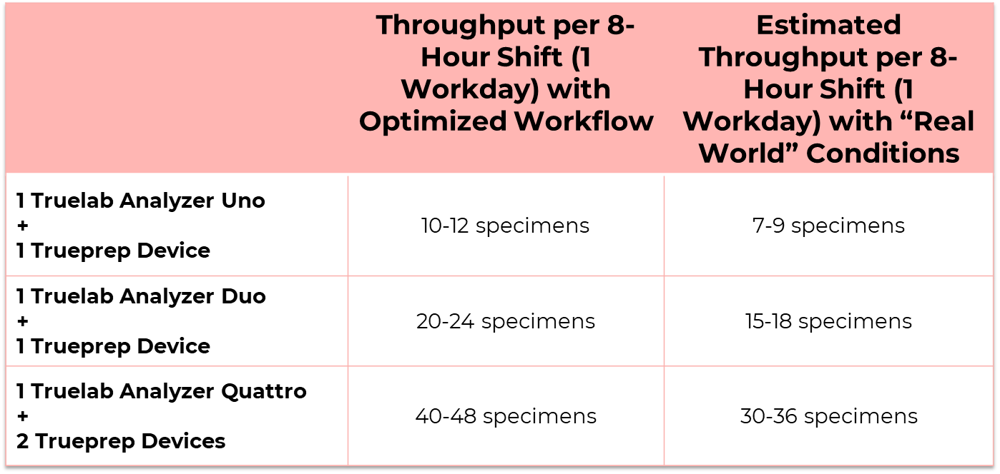 Throughput per 8-
Hour Shift (1
Workday) with
Optimized Workflow
Estimated
Throughput per 8-
Hour Shift (1
Workday) with “Real
World” Conditions
1 Truelab Analyzer Uno
+
1 Trueprep Device
10-12 specimens
7-9 specimens
1 Truelab Analyzer Duo
+
1 Trueprep Device
20-24 specimens
15-18 specimens
1 Truelab Analyzer Quattro
+
2 Trueprep Devices
40-48 specimens
30-36 specimens